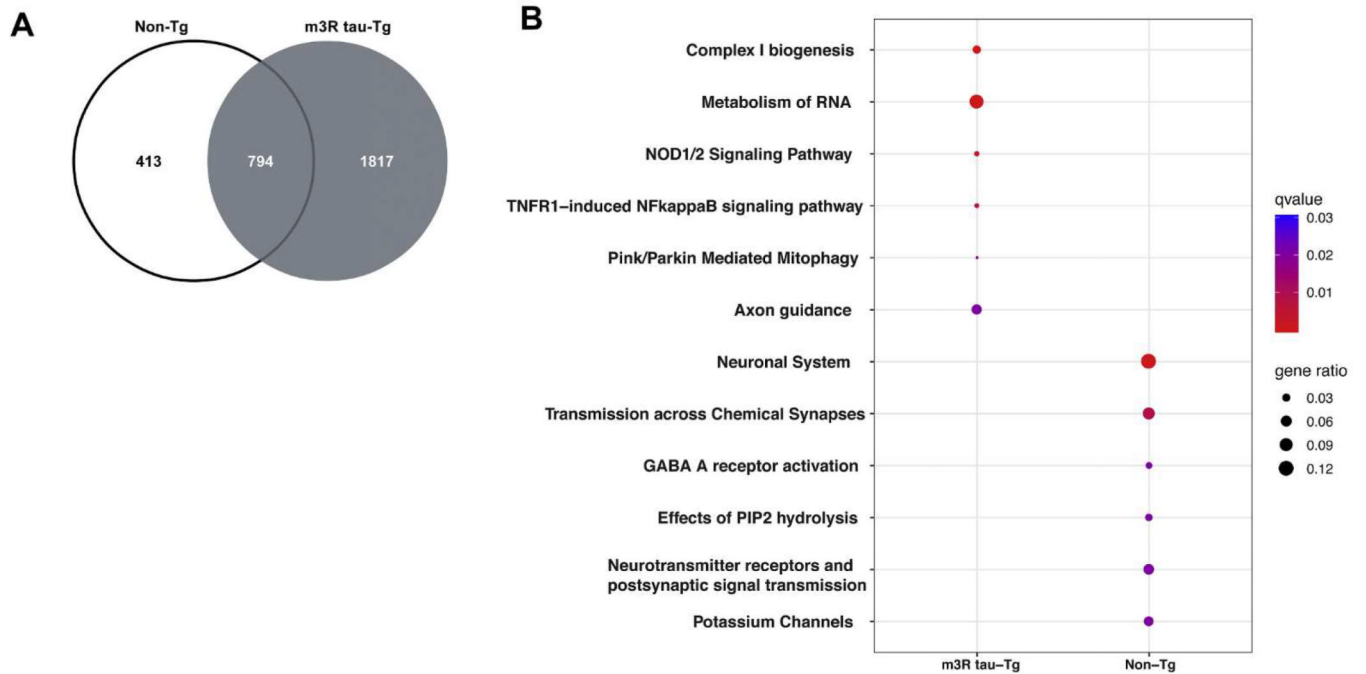 A
Non-Tg
m3R tau-Tg
413
794
1817
B
Complex I biogenesis
Metabolism of RNA
NOD1/2 Signaling Pathway
TNFR1–induced NFkappaB signaling pathway
Pink/Parkin Mediated Mitophagy
Axon guidance
Neuronal System
Transmission across Chemical Synapses
GABA A receptor activation
Effects of PIP2 hydrolysis
Neurotransmitter receptors and
postsynaptic signal transmission
Potassium Channels
m3R tau–Tg
Non–Tg
qvalue
0.03
0.02
0.01
gene ratio
0.03
0.06
0.09
0.12